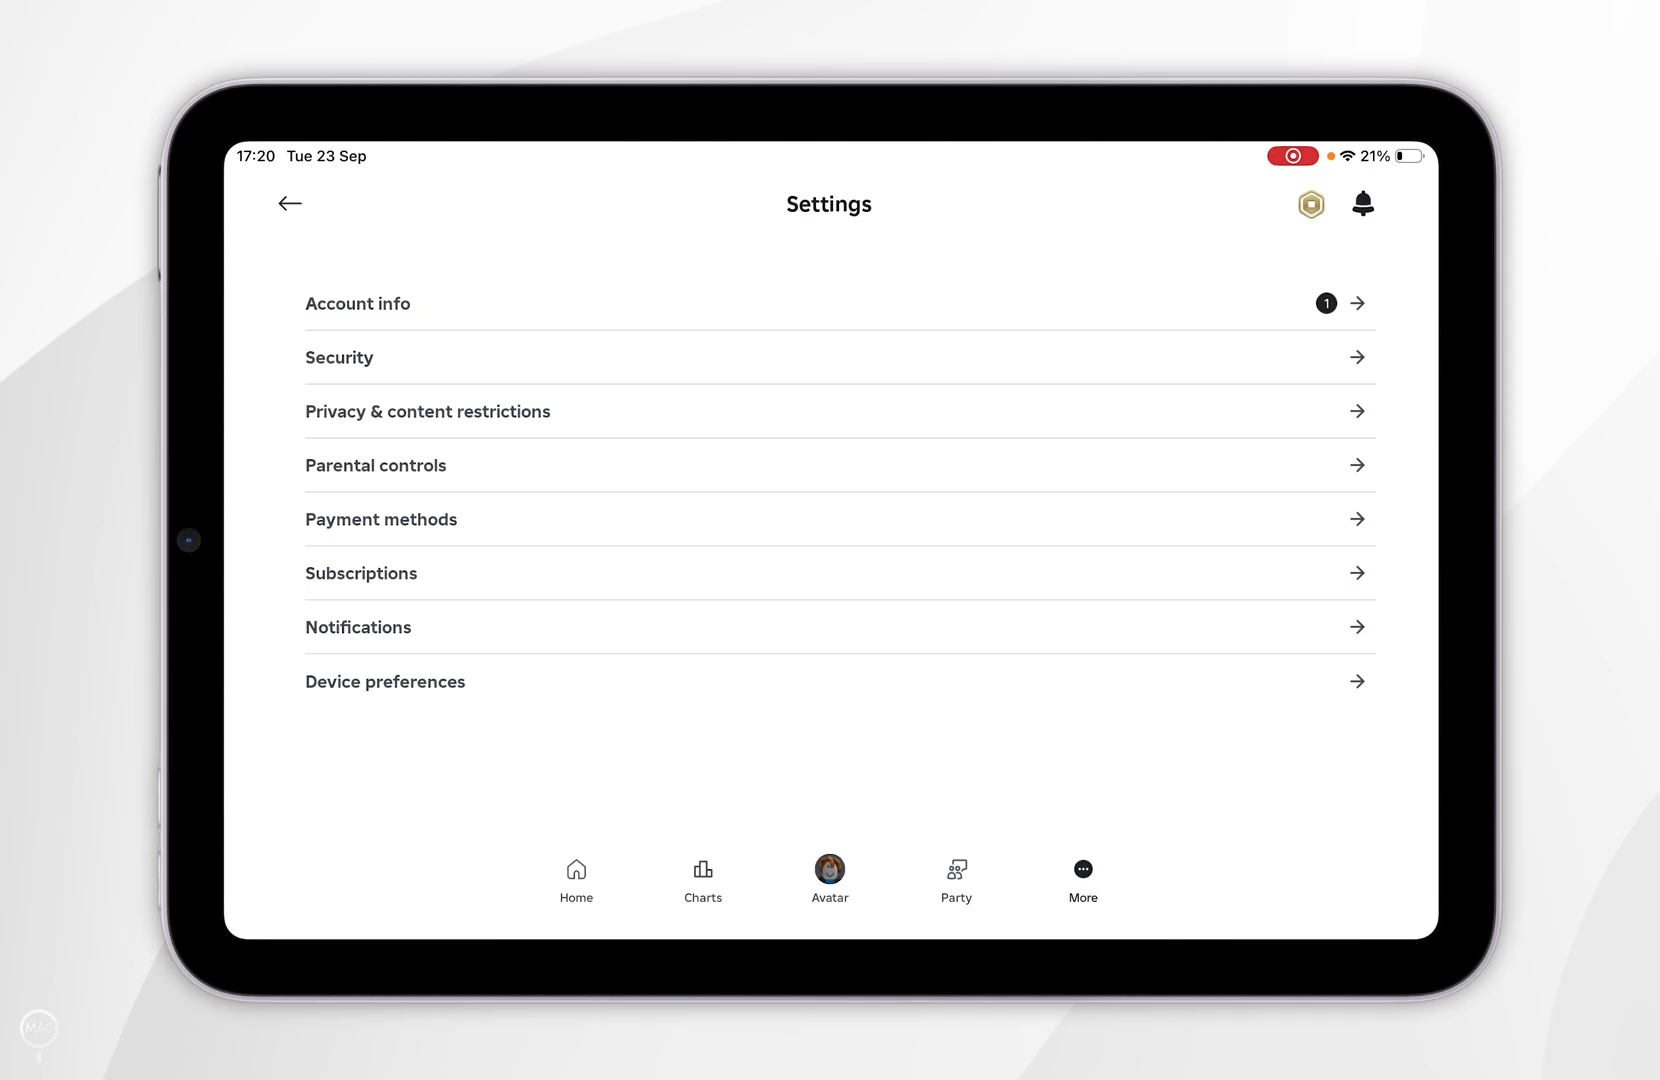 17:20 Tue 23 Sep
21%
Settings
Account info
1
Security
Privacy & content restrictions
Parental controls
Payment methods
Subscriptions
Notifications
Device preferences
Home
Charts
Avatar
Party
More
MAC